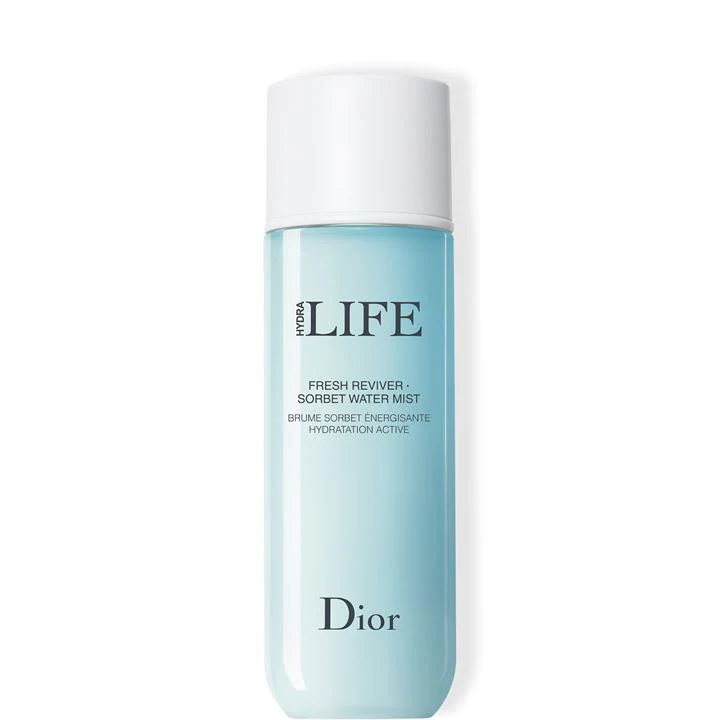 HYDRA LIFE
FRESH REVIVER •
SORBET WATER MIST
BRUME SORBET ÉNERGISANTE
HYDRATATION ACTIVE
Dior